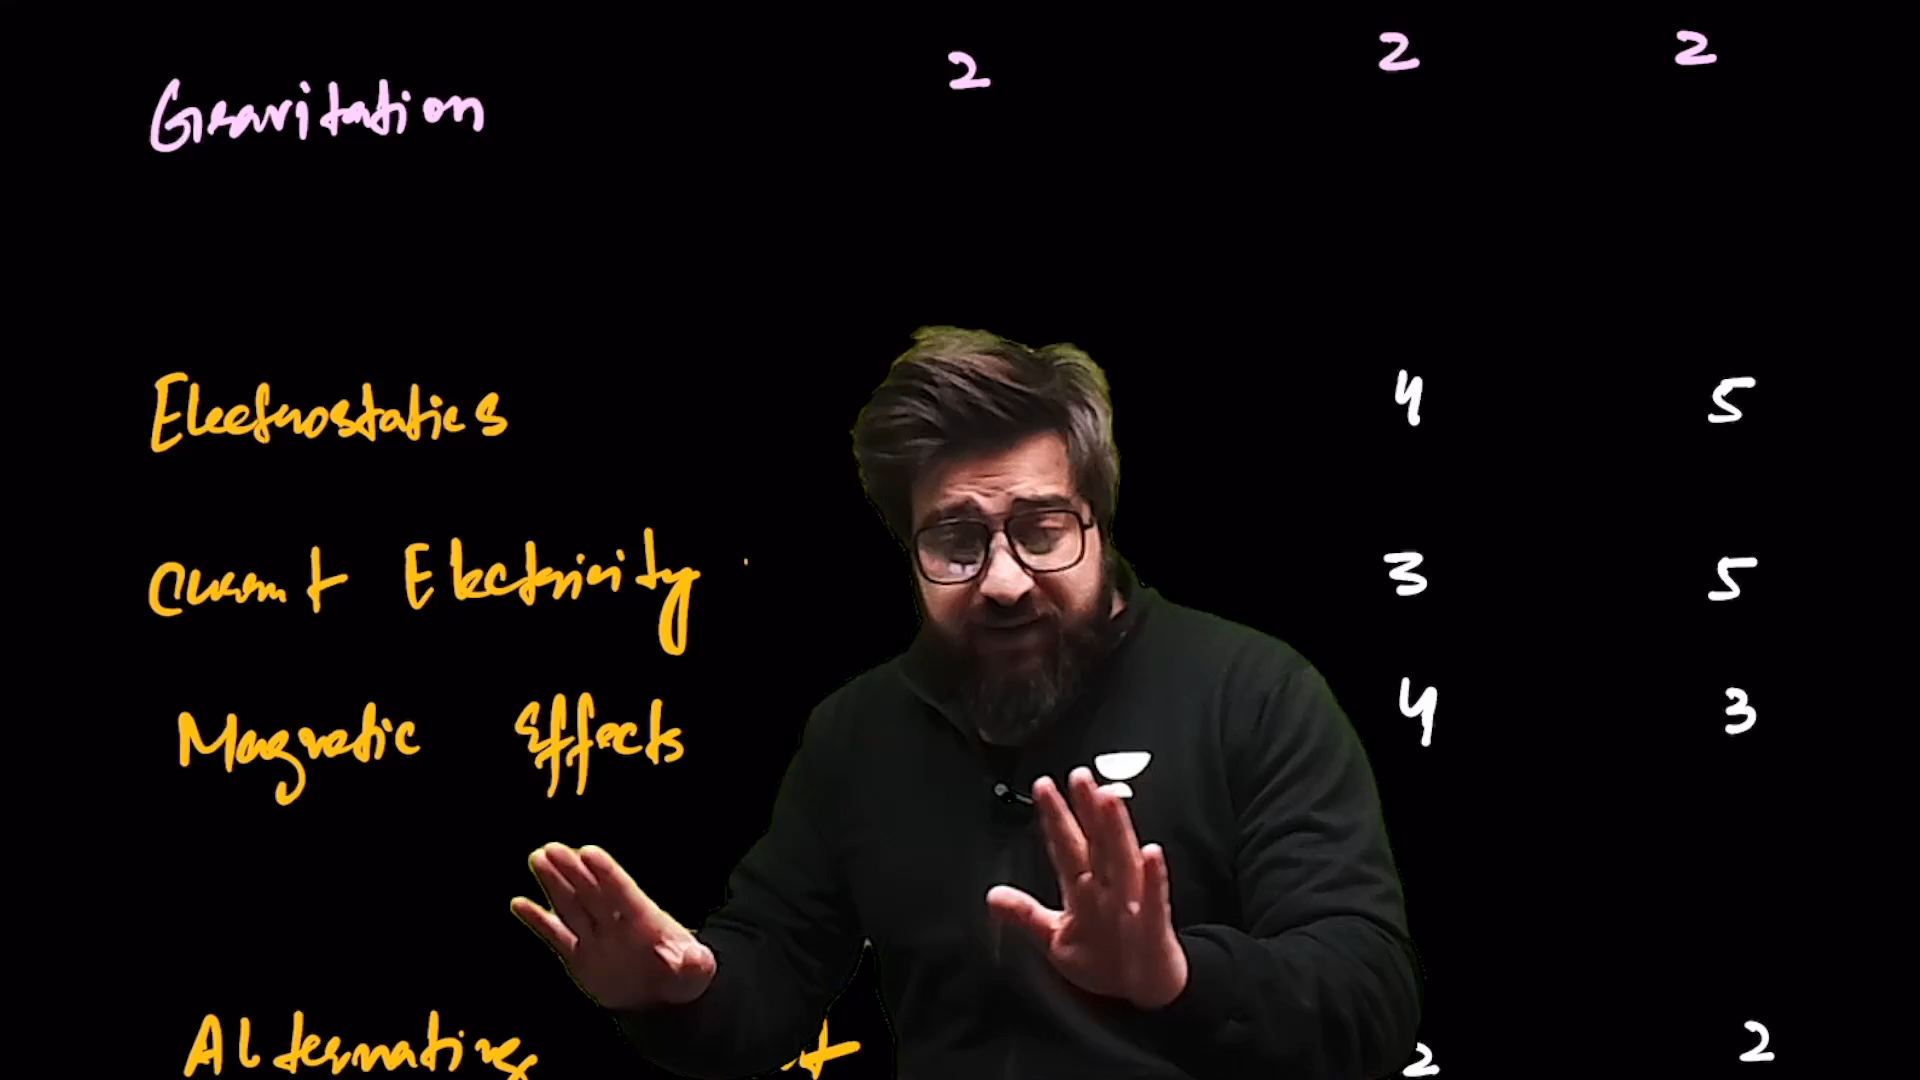 Gravitation 2 2 2
Electrostatics 4 5
Current Electricity 3 5
Magnetic Effects 4 3
Alternating 2 2